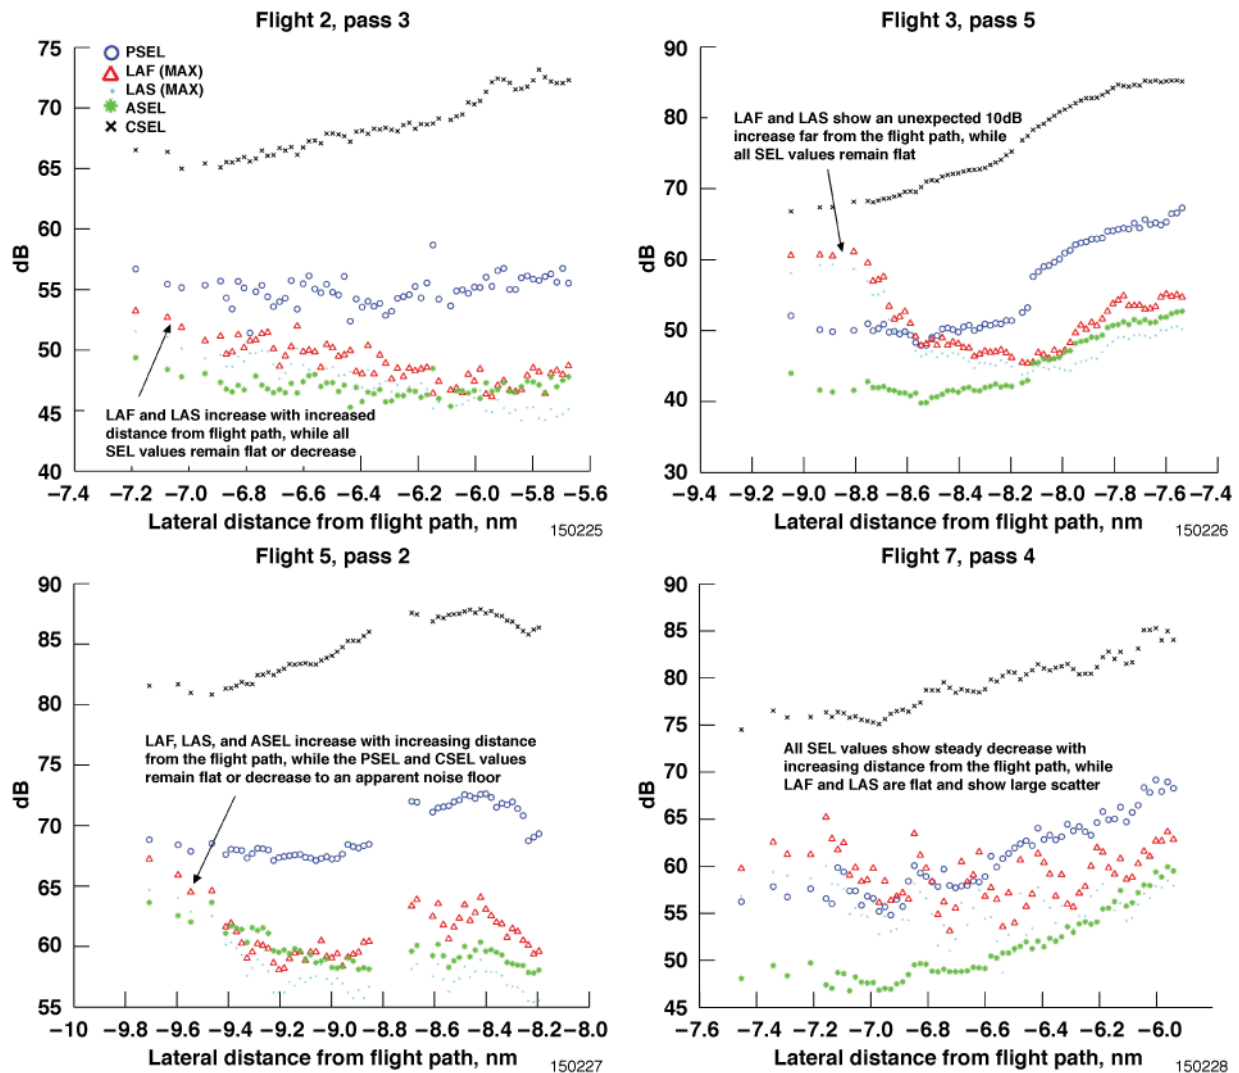 Flight 2, pass 3
75
70
65
60
55
50
45
40
dB
PSEL
LAF (MAX)
LAS (MAX)
ASEL
CSEL
LAF and LAS increase with increased
distance from flight path, while all
SEL values remain flat or decrease
−7.4 −7.2 −7.0 −6.8 −6.6 −6.4 −6.2 −6.0 −5.8 −5.6
Lateral distance from flight path, nm
150225
Flight 3, pass 5
90
80
70
60
50
40
30
dB
LAF and LAS show an unexpected 10dB
increase far from the flight path, while
all SEL values remain flat
−9.4 −9.2 −9.0 −8.8 −8.6 −8.4 −8.2 −8.0 −7.8 −7.6 −7.4
Lateral distance from flight path, nm
150226
Flight 5, pass 2
90
85
80
75
70
65
60
55
dB
LAF, LAS, and ASEL increase with increasing distance
from the flight path, while the PSEL and CSEL values
remain flat or decrease to an apparent noise floor
−10 −9.8 −9.6 −9.4 −9.2 −9.0 −8.8 −8.6 −8.4 −8.2 −8.0
Lateral distance from flight path, nm
150227
Flight 7, pass 4
90
85
80
75
70
65
60
55
50
45
dB
All SEL values show steady decrease with
increasing distance from the flight path, while
LAF and LAS are flat and show large scatter
−7.6 −7.4 −7.2 −7.0 −6.8 −6.6 −6.4 −6.2 −6.0
Lateral distance from flight path, nm
150228